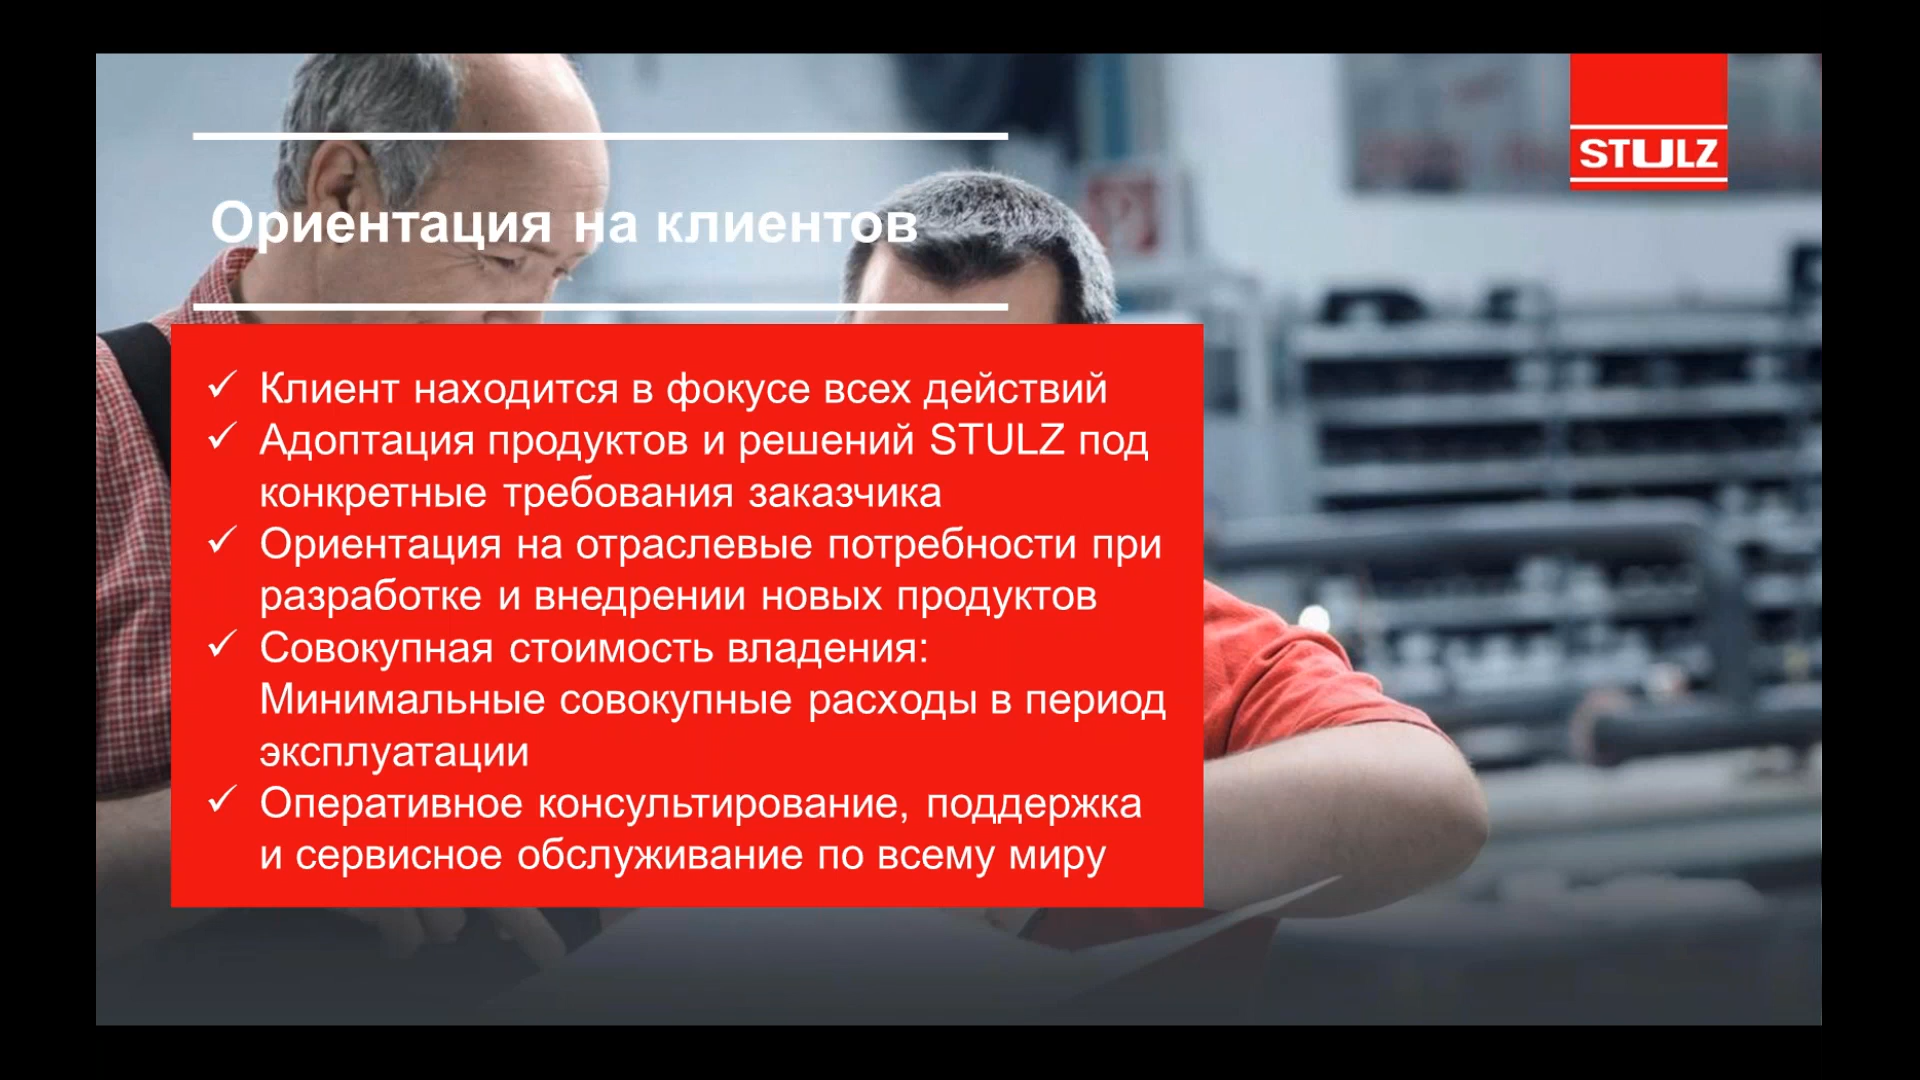 STULZ
Ориентация на клиентов
✓ Клиент находится в фокусе всех действий
✓ Адоптация продуктов и решений STULZ под
конкретные требования заказчика
✓ Ориентация на отраслевые потребности при
разработке и внедрении новых продуктов
✓ Совокупная стоимость владения:
Минимальные совокупные расходы в период
эксплуатации
✓ Оперативное консультирование, поддержка
и сервисное обслуживание по всему миру